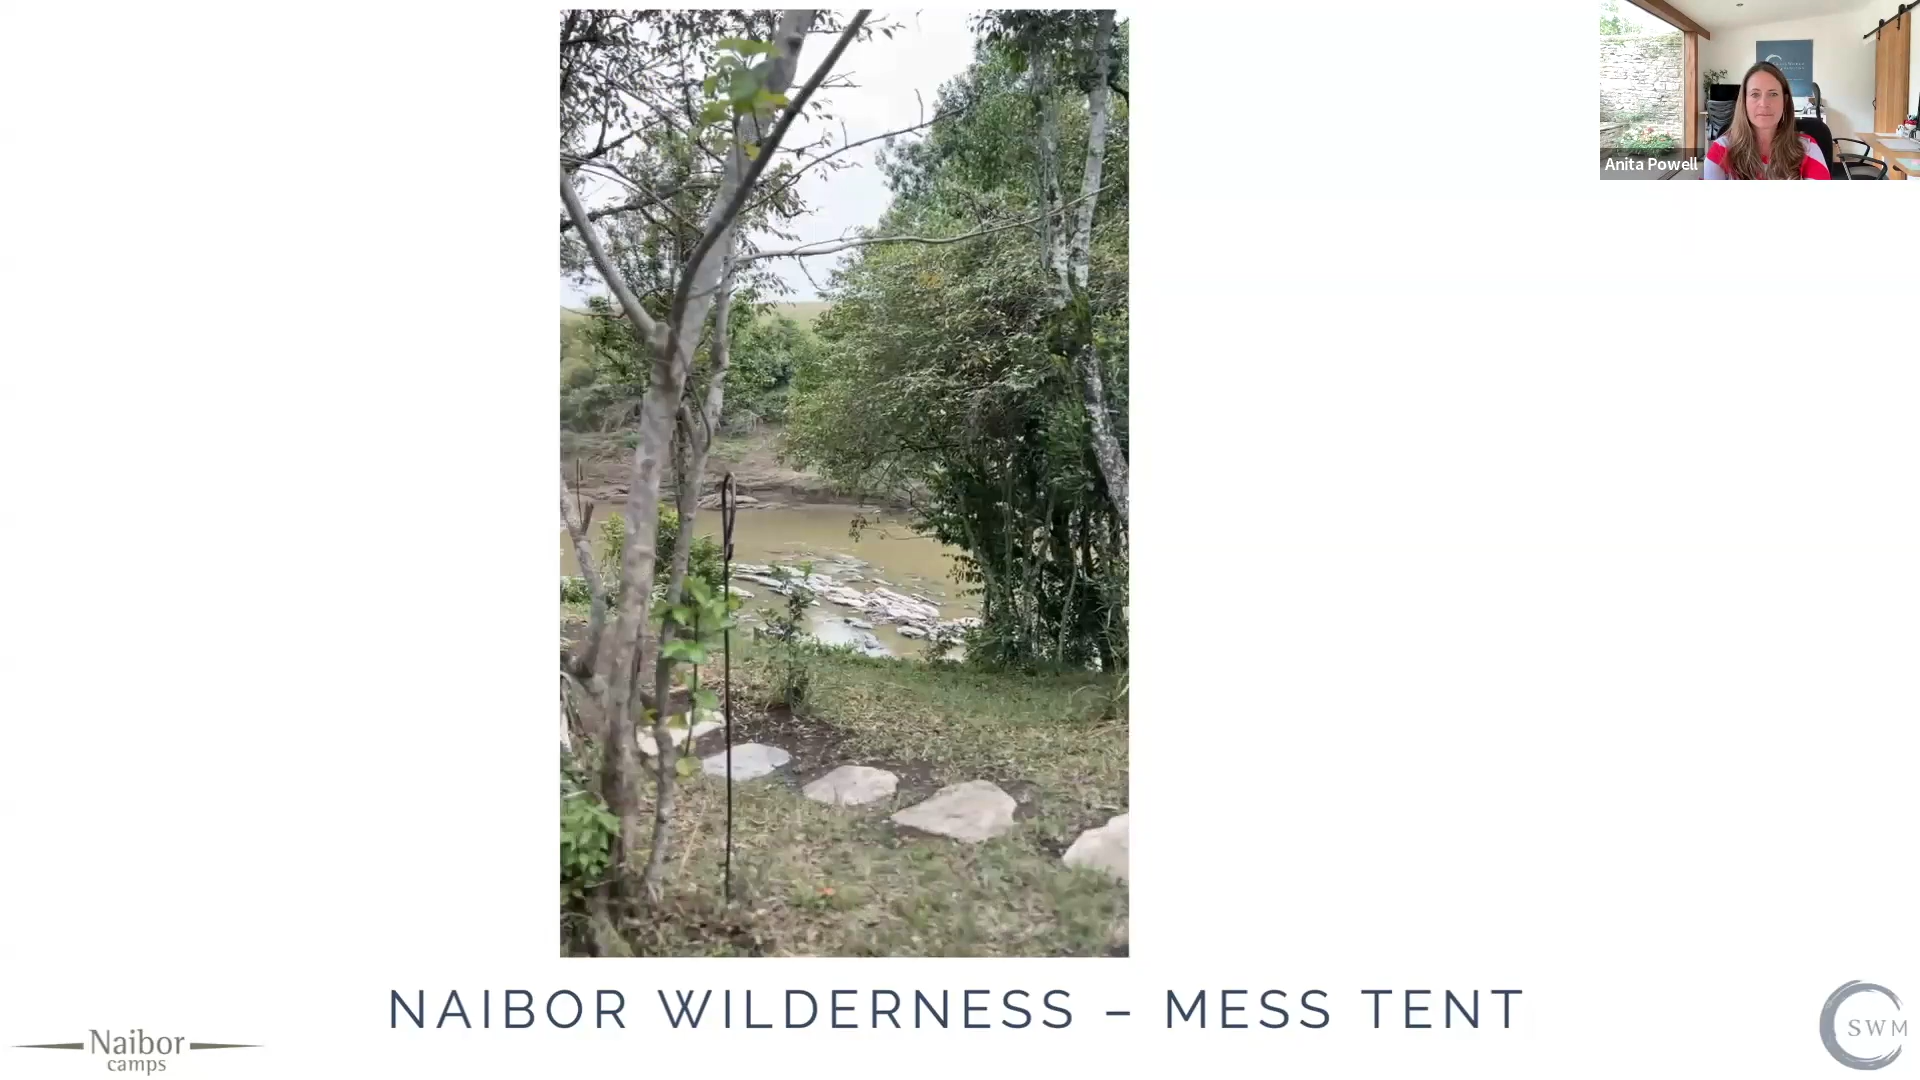 Anita Powell
NAIBOR WILDERNESS – MESS TENT
Naibor
camps
SWM